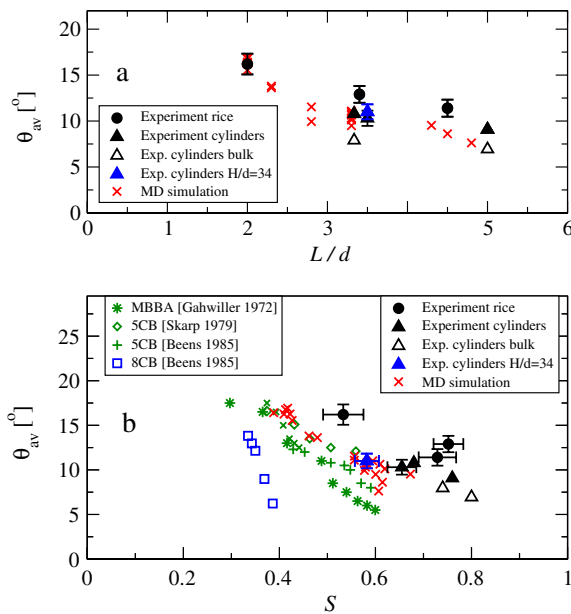 20
15
10
5
0
θav[°]
a
Experiment rice
Experiment cylinders
Exp. cylinders bulk
Exp. cylinders H/d=34
MD simulation
0 1 2 3 4 5 6
L / d
25
20
15
10
5
0
θav[°]
b
MBBA [Gahwiller 1972]
5CB [Skarp 1979]
5CB [Beens 1985]
8CB [Beens 1985]
Experiment rice
Experiment cylinders
Exp. cylinders bulk
Exp. cylinders H/d=34
MD simulation
0 0.2 0.4 0.6 0.8 1
S